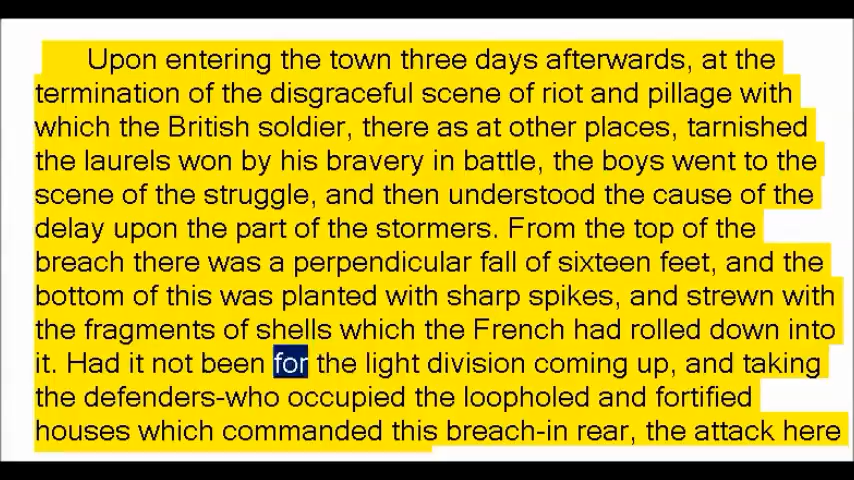 Upon entering the town three days afterwards, at the
termination of the disgraceful scene of riot and pillage with
which the British soldier, there as at other places, tarnished
the laurels won by his bravery in battle, the boys went to the
scene of the struggle, and then understood the cause of the
delay upon the part of the stormers. From the top of the
breach there was a perpendicular fall of sixteen feet, and the
bottom of this was planted with sharp spikes, and strewn with
the fragments of shells which the French had rolled down into
it. Had it not been for the light division coming up, and taking
the defenders-who occupied the loopholed and fortified
houses which commanded this breach-in rear, the attack here